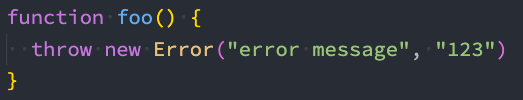 function foo() {
  throw new Error("error message", "123")
}